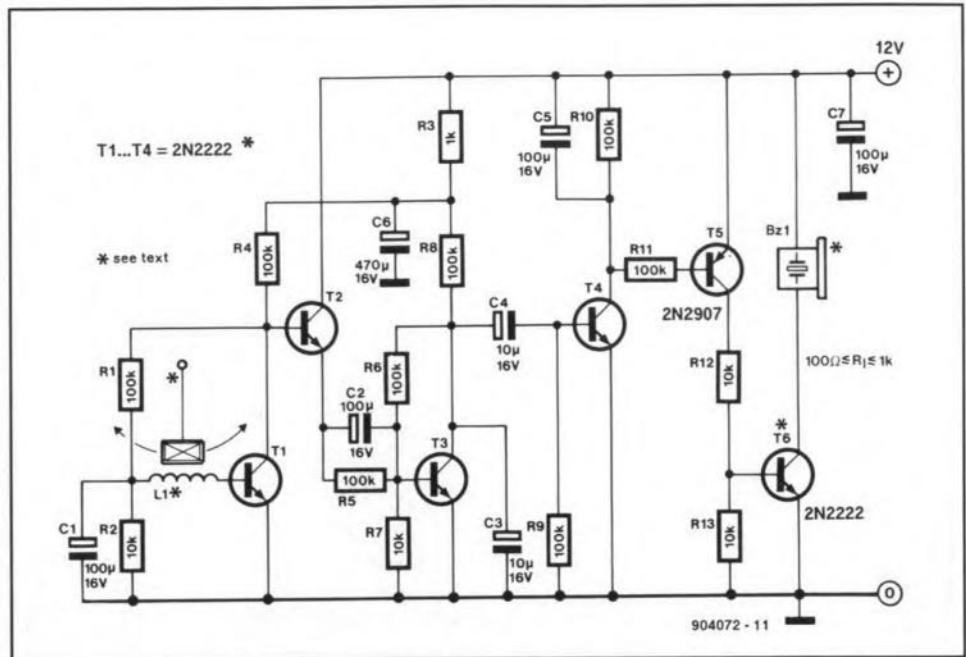 12V
+
T1...T4 = 2N2222 *
* see text
R3
1k
C5
100µ
16V
R10
100k
C7
100µ
16V
R4
100k
C6
470µ
16V
R8
100k
T5
Bz1
*
R11
100k
T2
C4
10µ
16V
T4
2N2907
R1
100k
*
R6
100k
R12
10k
100Ω ≤ Ri ≤ 1k
C2
100µ
16V
T1
T3
*
T6
L1*
R5
100k
2N2222
C1
100µ
16V
R2
10k
R7
10k
C3
10µ
16V
R9
100k
R13
10k
0
904072 - 11